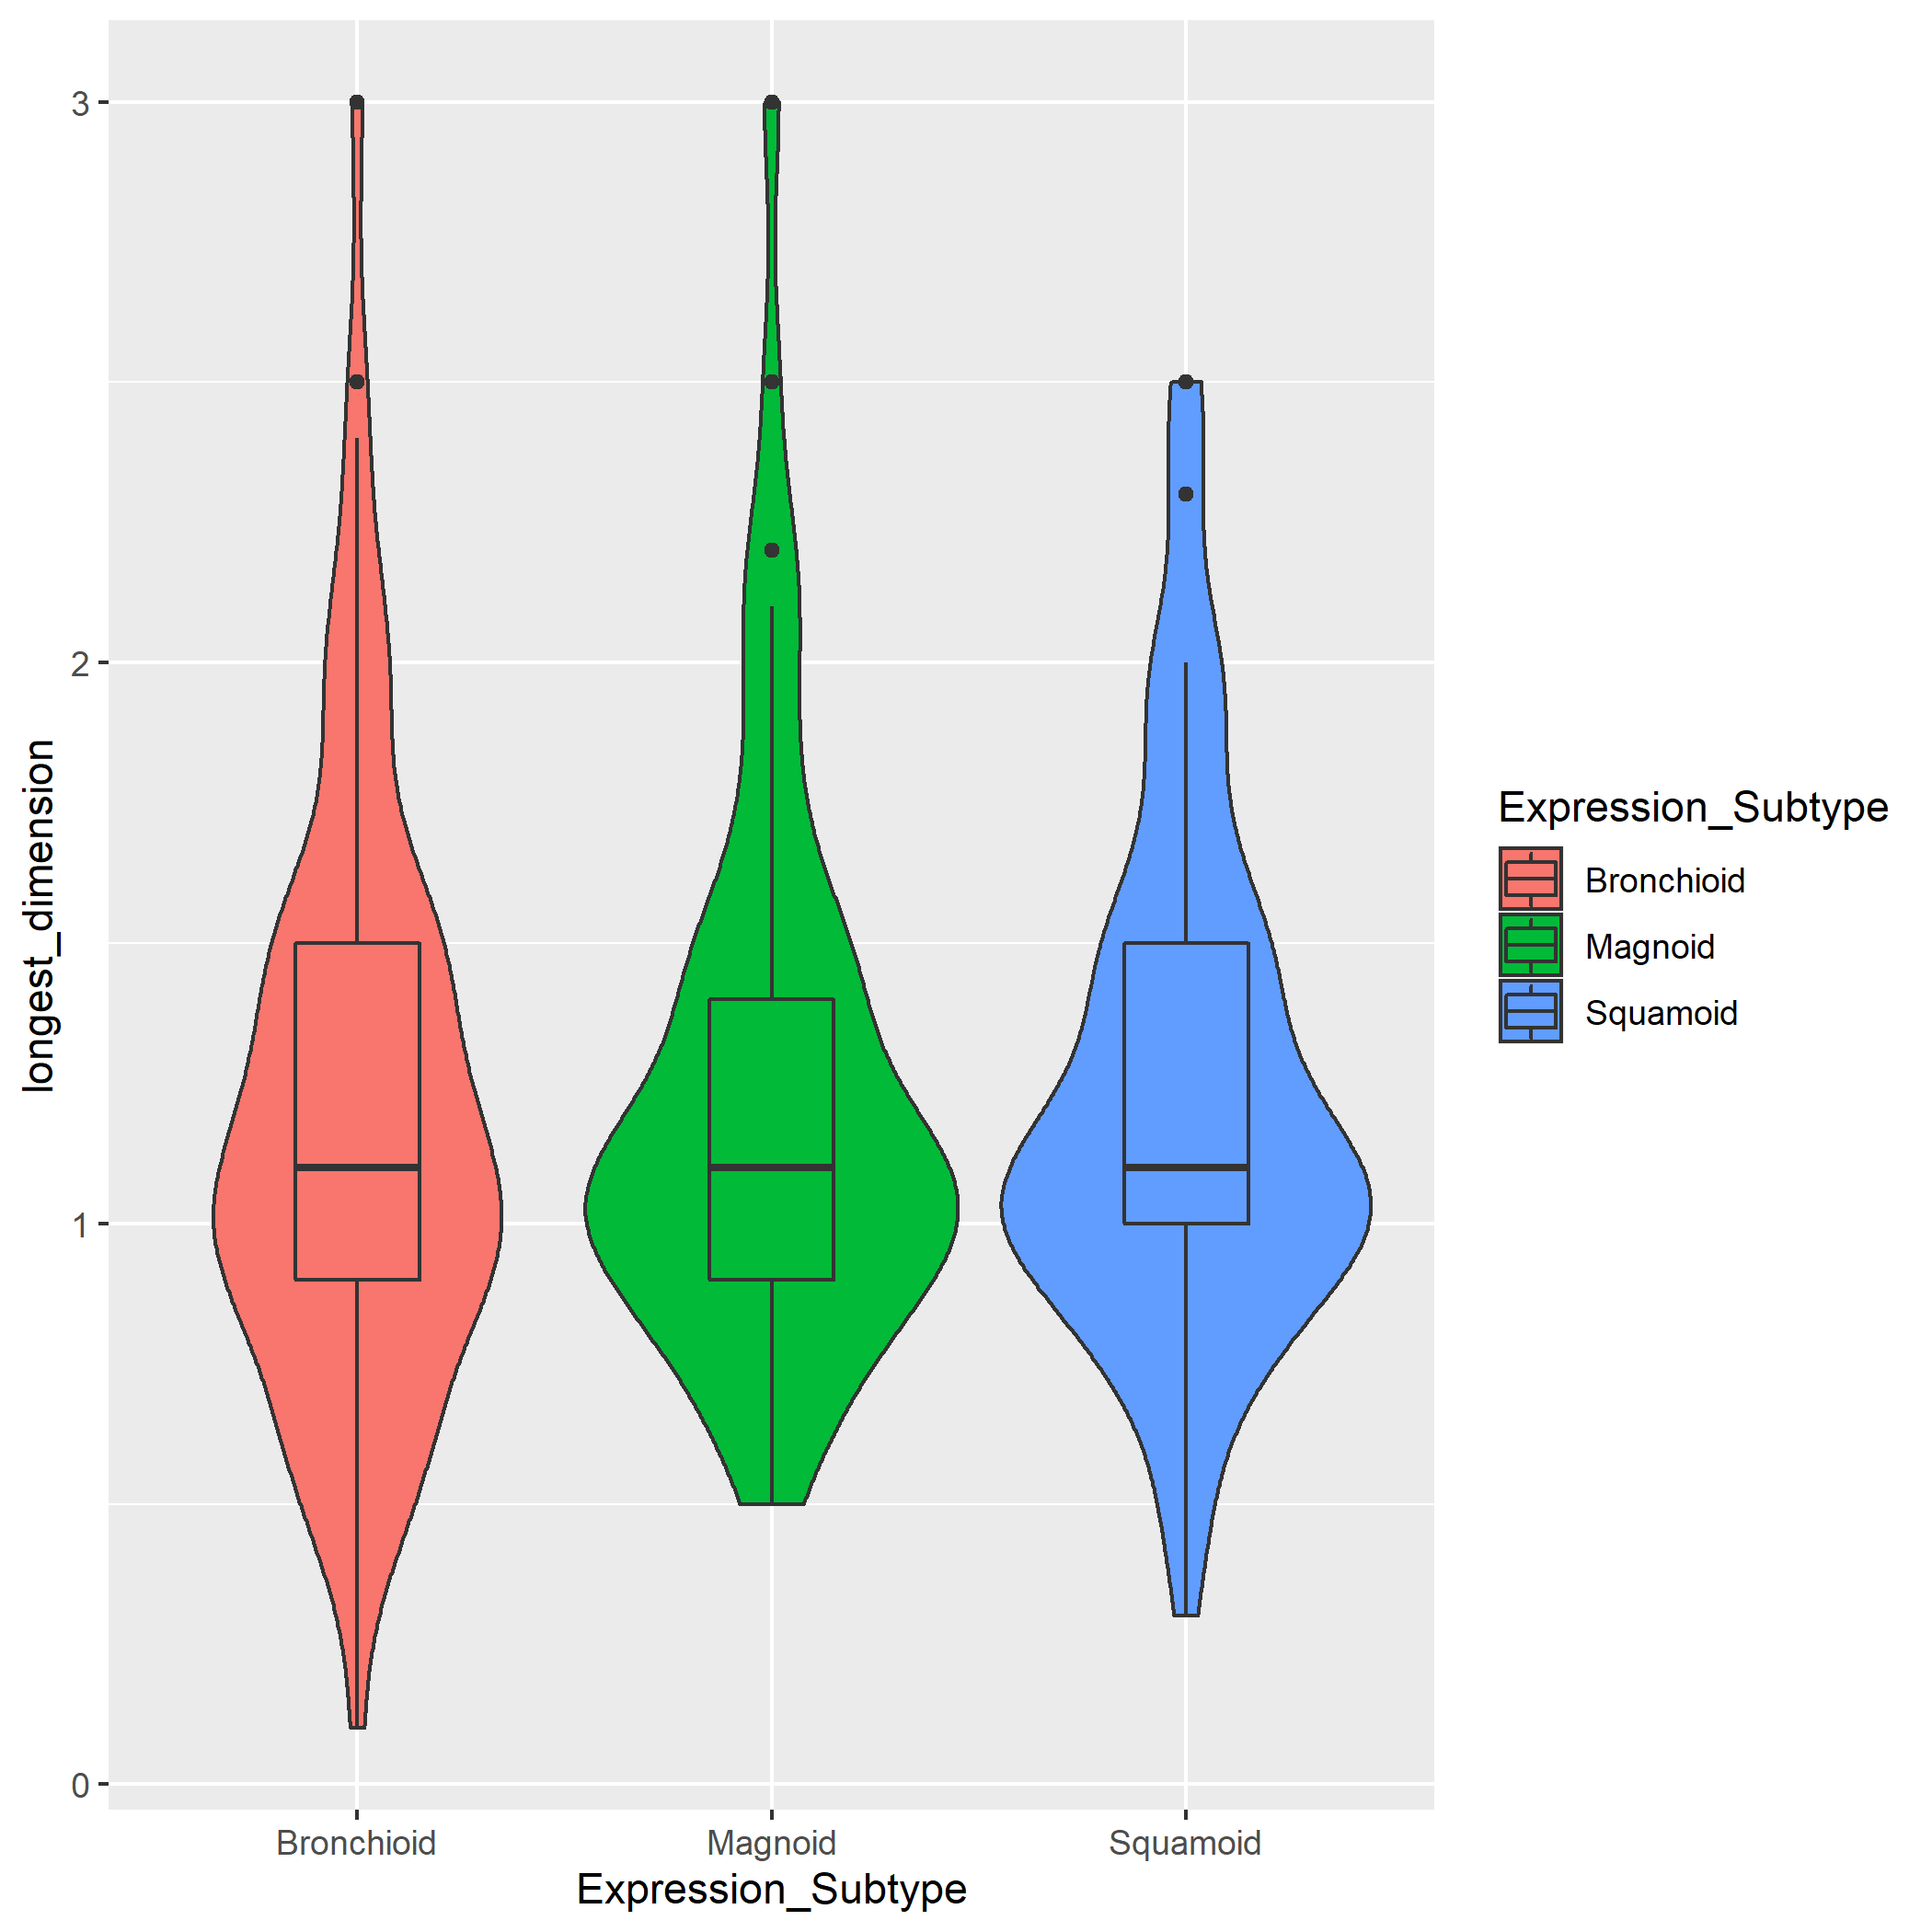 longest_dimension
3
2
1
0
Bronchioid
Magnoid
Squamoid
Expression_Subtype
Expression_Subtype
Bronchioid
Magnoid
Squamoid